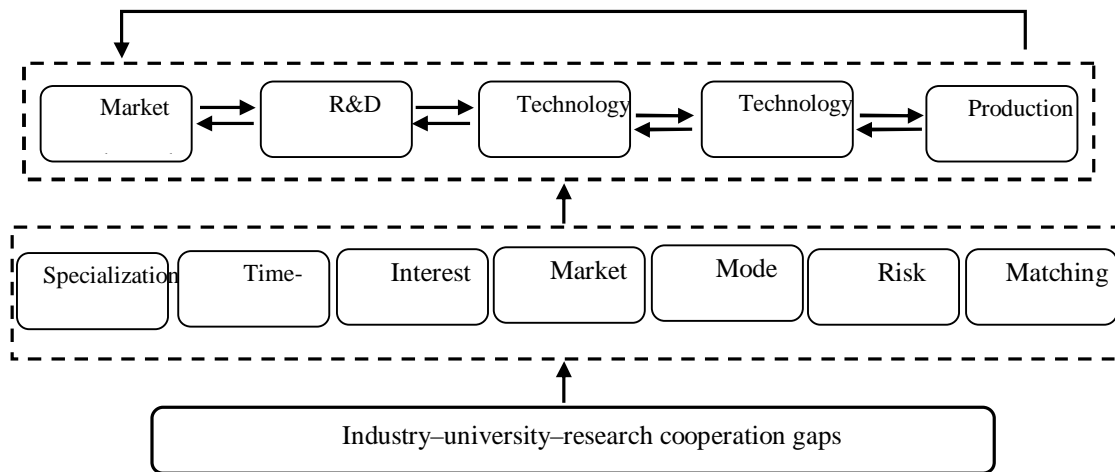 Market
R&D
Technology
Technology
Production
Specialization
Time-
Interest
Market
Mode
Risk
Matching
Industry–university–research cooperation gaps